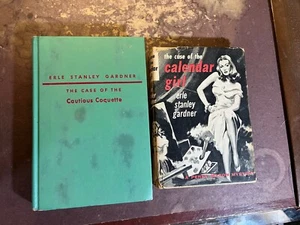 ERLE STANLEY GARDNER
THE CASE OF THE
Cautious Coquette
the case of the
calendar
girl
erle
stanley
gardner